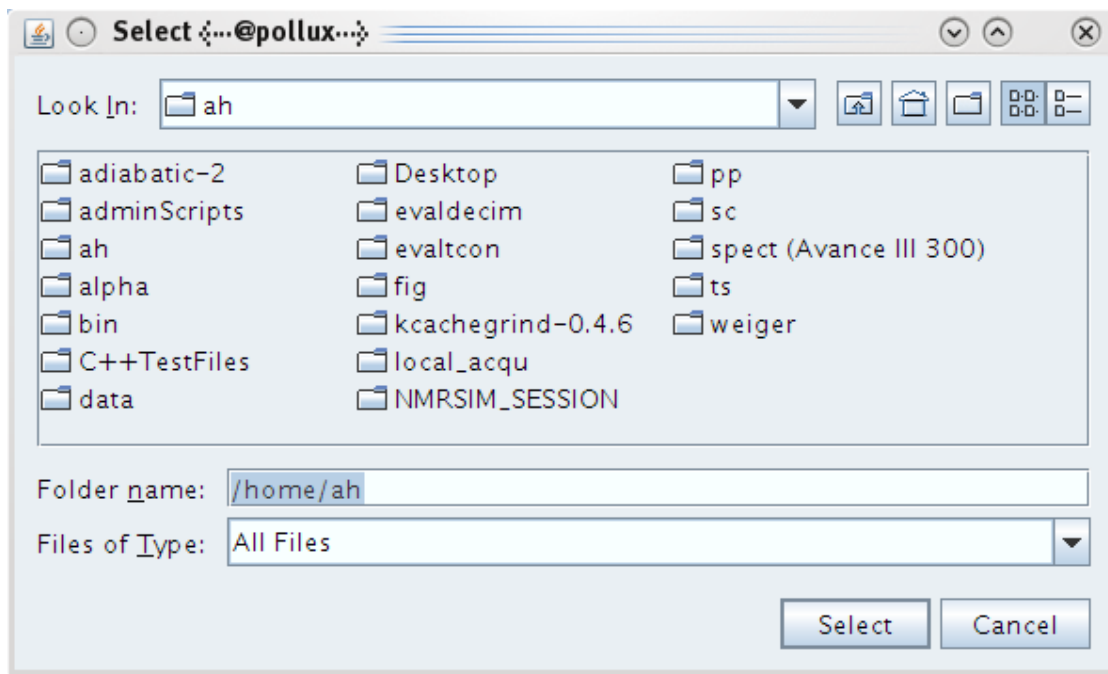 Select <...@pollux...>
Look In: ah
adiabatic-2
adminScripts
ah
alpha
bin
C++TestFiles
data
Desktop
evaldecim
evaltcon
fig
kcachegrind-0.4.6
local_acqu
NMRSIM_SESSION
pp
sc
spect (Avance III 300)
ts
weiger
Folder name: /home/ah
Files of Type: All Files
Select Cancel